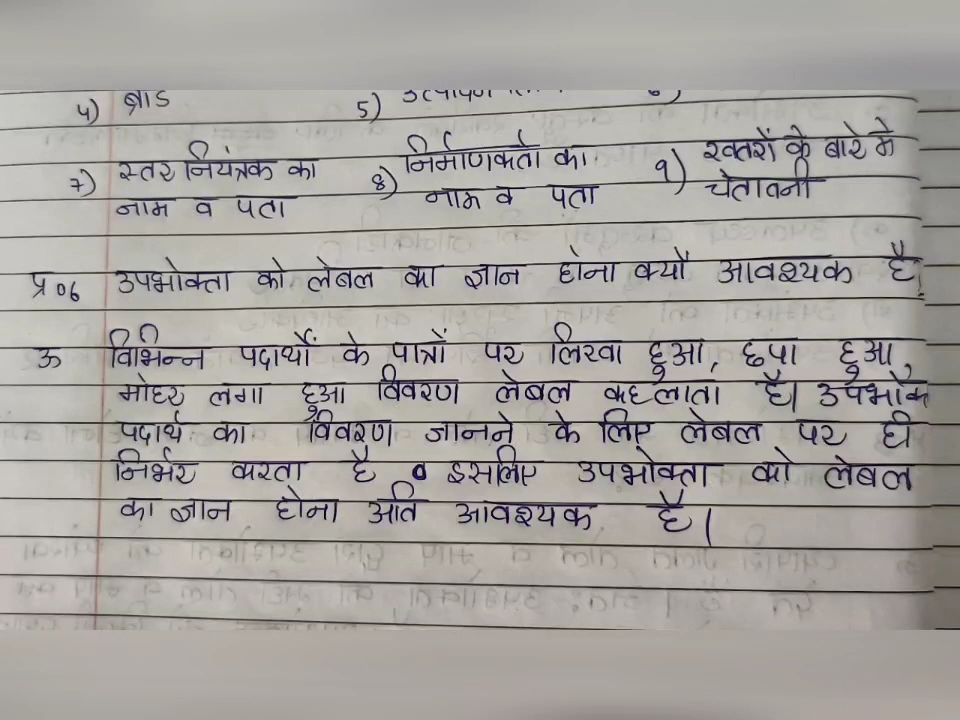 4) ब्रांड 5)
7) स्तर नियंत्रक का 8) निर्माणकर्ता का 9) खतरों के बारे मे
नाम व पता नाम व पता चेतावनी
प्र०6 उपभोक्ता को लेबल का ज्ञान होना क्यों आवश्यक है।
ऊ विभिन्न पदार्थों के पात्रों पर लिखा हुआ, छपा हुआ,
मोहर लगा हुआ विवरण लेबल कहलाता है। उपभोक
पदार्थ का विवरण जानने के लिए लेबल पर ही
निर्भर करता है इसलिए उपभोक्ता को लेबल
का ज्ञान होना अति आवश्यक है।